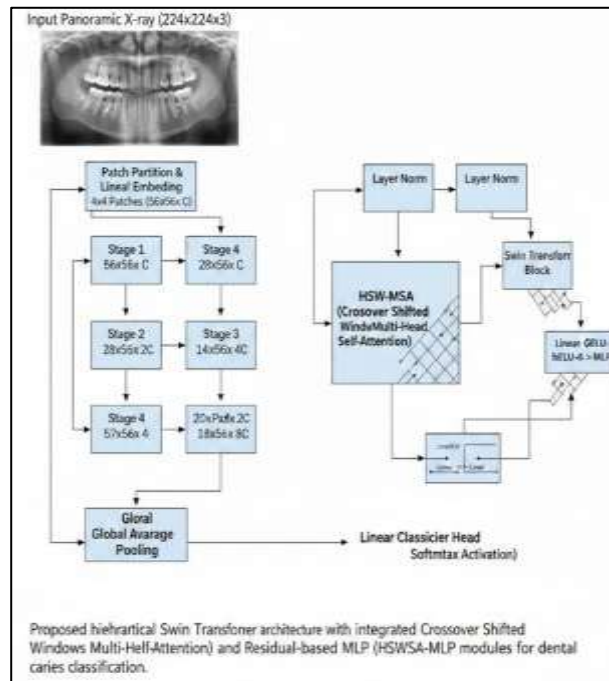 Input Panoramic X-ray (224x224x3)
Patch Partition &
Lineal Embeding
4x4 Patches (56x56x C)
Stage 1
56x56x C
Stage 4
28x56x C
Stage 2
28x56x 2C
Stage 3
14x56x 4C
Stage 4
57x56x 4
18x56x 8C
Gloral
Global Avarage
Pooling
Layer Norm
Layer Norm
HSW-MSA
(Crosover Shifted
WindwMulti-Head
Self-Attention)
Swin Transforr
Block
Linear GELU
> MLP
Linear Classicier Head
Softmtax Activation)
Proposed hiehrartical Swin Transfoner architecture with integrated Crossover Shifted
Windows Multi-Helf-Attention) and Residual-based MLP (HSWSA-MLP modules for dental
caries classification.